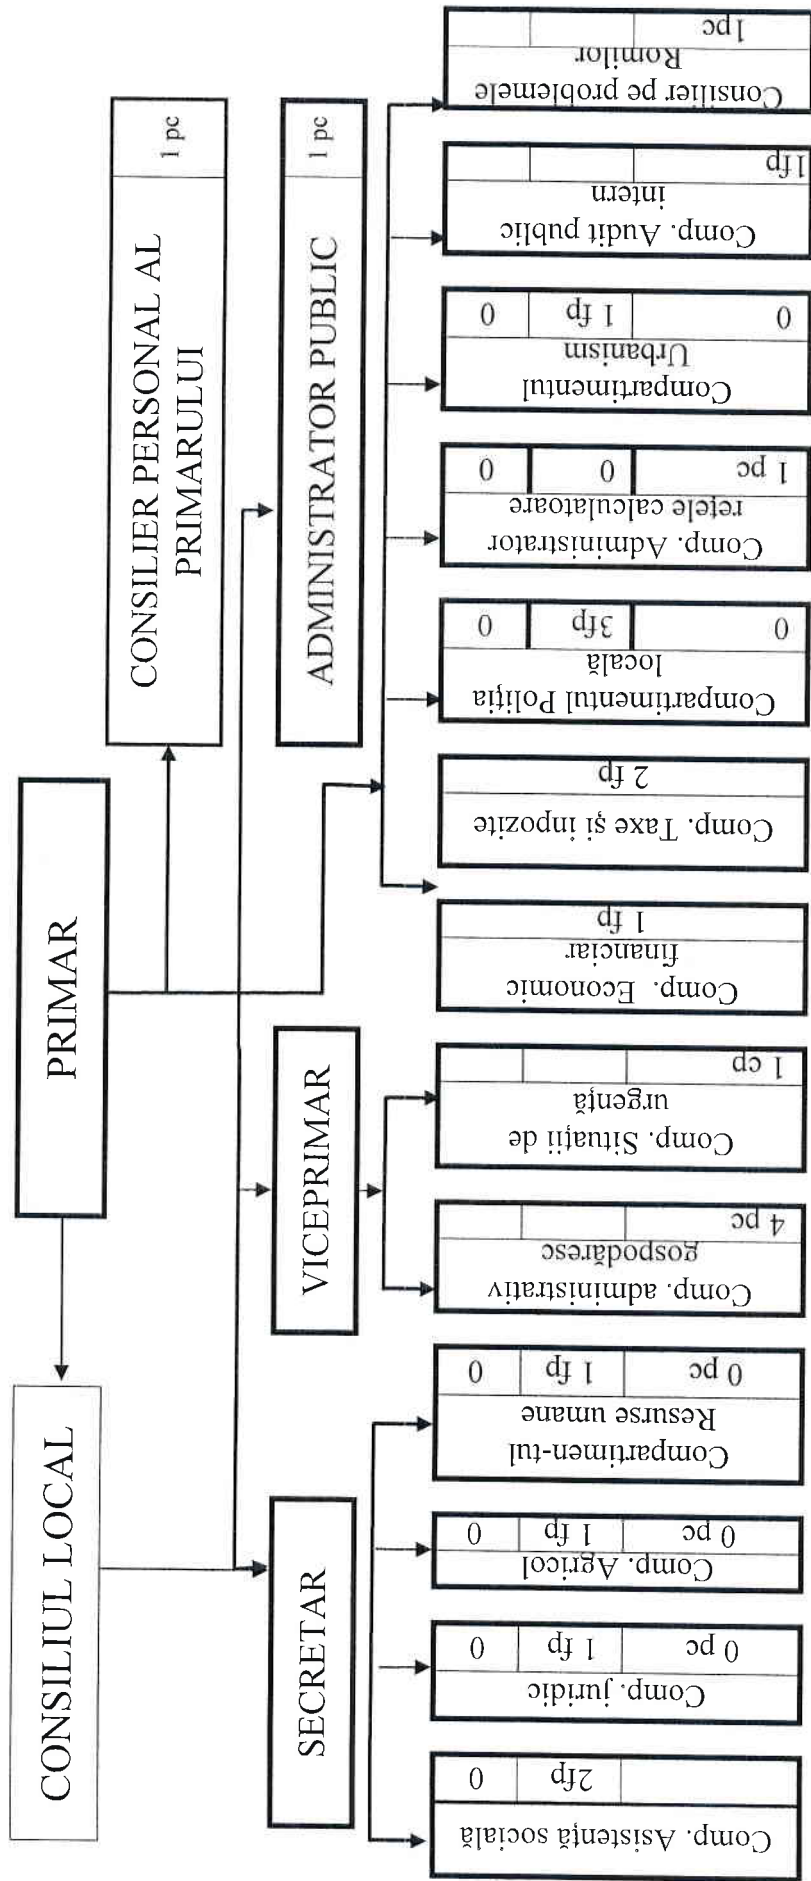 CONSILIUL LOCAL
PRIMAR
CONSILIER PERSONAL AL
PRIMARULUI
1 pc
SECRETAR
VICEPRIMAR
ADMINISTRATOR PUBLIC
1 pc
Comp. Asistență socială
2fp
0
Comp. juridic
0 pc
1 fp
0
Comp. Agricol
0 pc
1 fp
0
Compartimen-tul
Resurse umane
0 pc
1 fp
0
Comp. administrativ
gospodăresc
4 pc
Comp. Situații de
urgență
1 cp
Comp. Economic
financiar
1 fp
Comp. Taxe și inpozite
2 fp
Compartimentul Poliția
locală
0
3fp
0
Comp. Administrator
rețele calculatoare
1 pc
0
0
Compartimentul
Urbanism
0
1 fp
0
Comp. Audit public
intern
1fp
Consilier pe problemele
Romilor
1pc